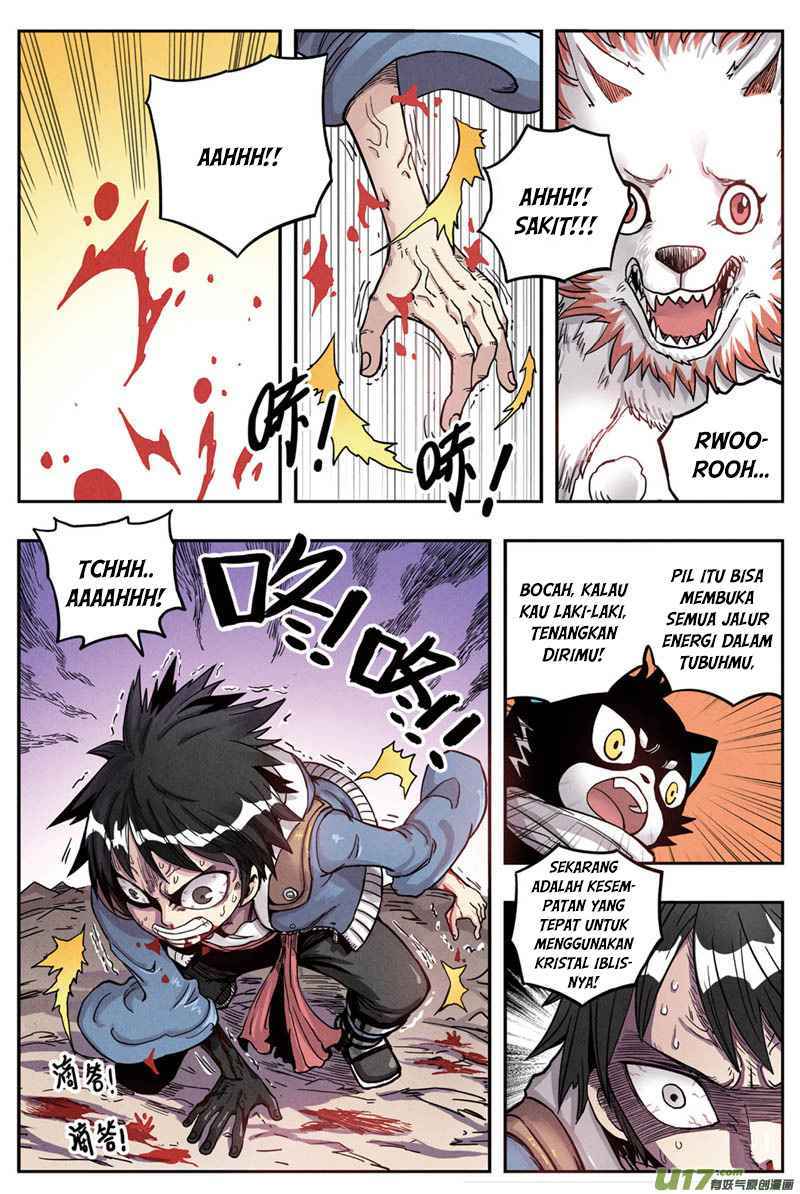 AAHHH!!
AHHH!!
SAKIT!!!
咔!
咔!
RWOO-
ROOH...
TCHHH..
AAAAHHH!
咚!!
咚!!
滴答!
滴答!
PIL ITU BISA
MEMBUKA
SEMUA JALUR
ENERGI DALAM
TUBUHMU,
BOCAH, KALAU
KAU LAKI-LAKI,
TENANGKAN
DIRIMU!
SEKARANG
ADALAH KESEM-
PATAN YANG
TEPAT UNTUK
MENGGUNAKAN
KRISTAL IBLIS-
NYA!
U17.com
有妖气原创漫画